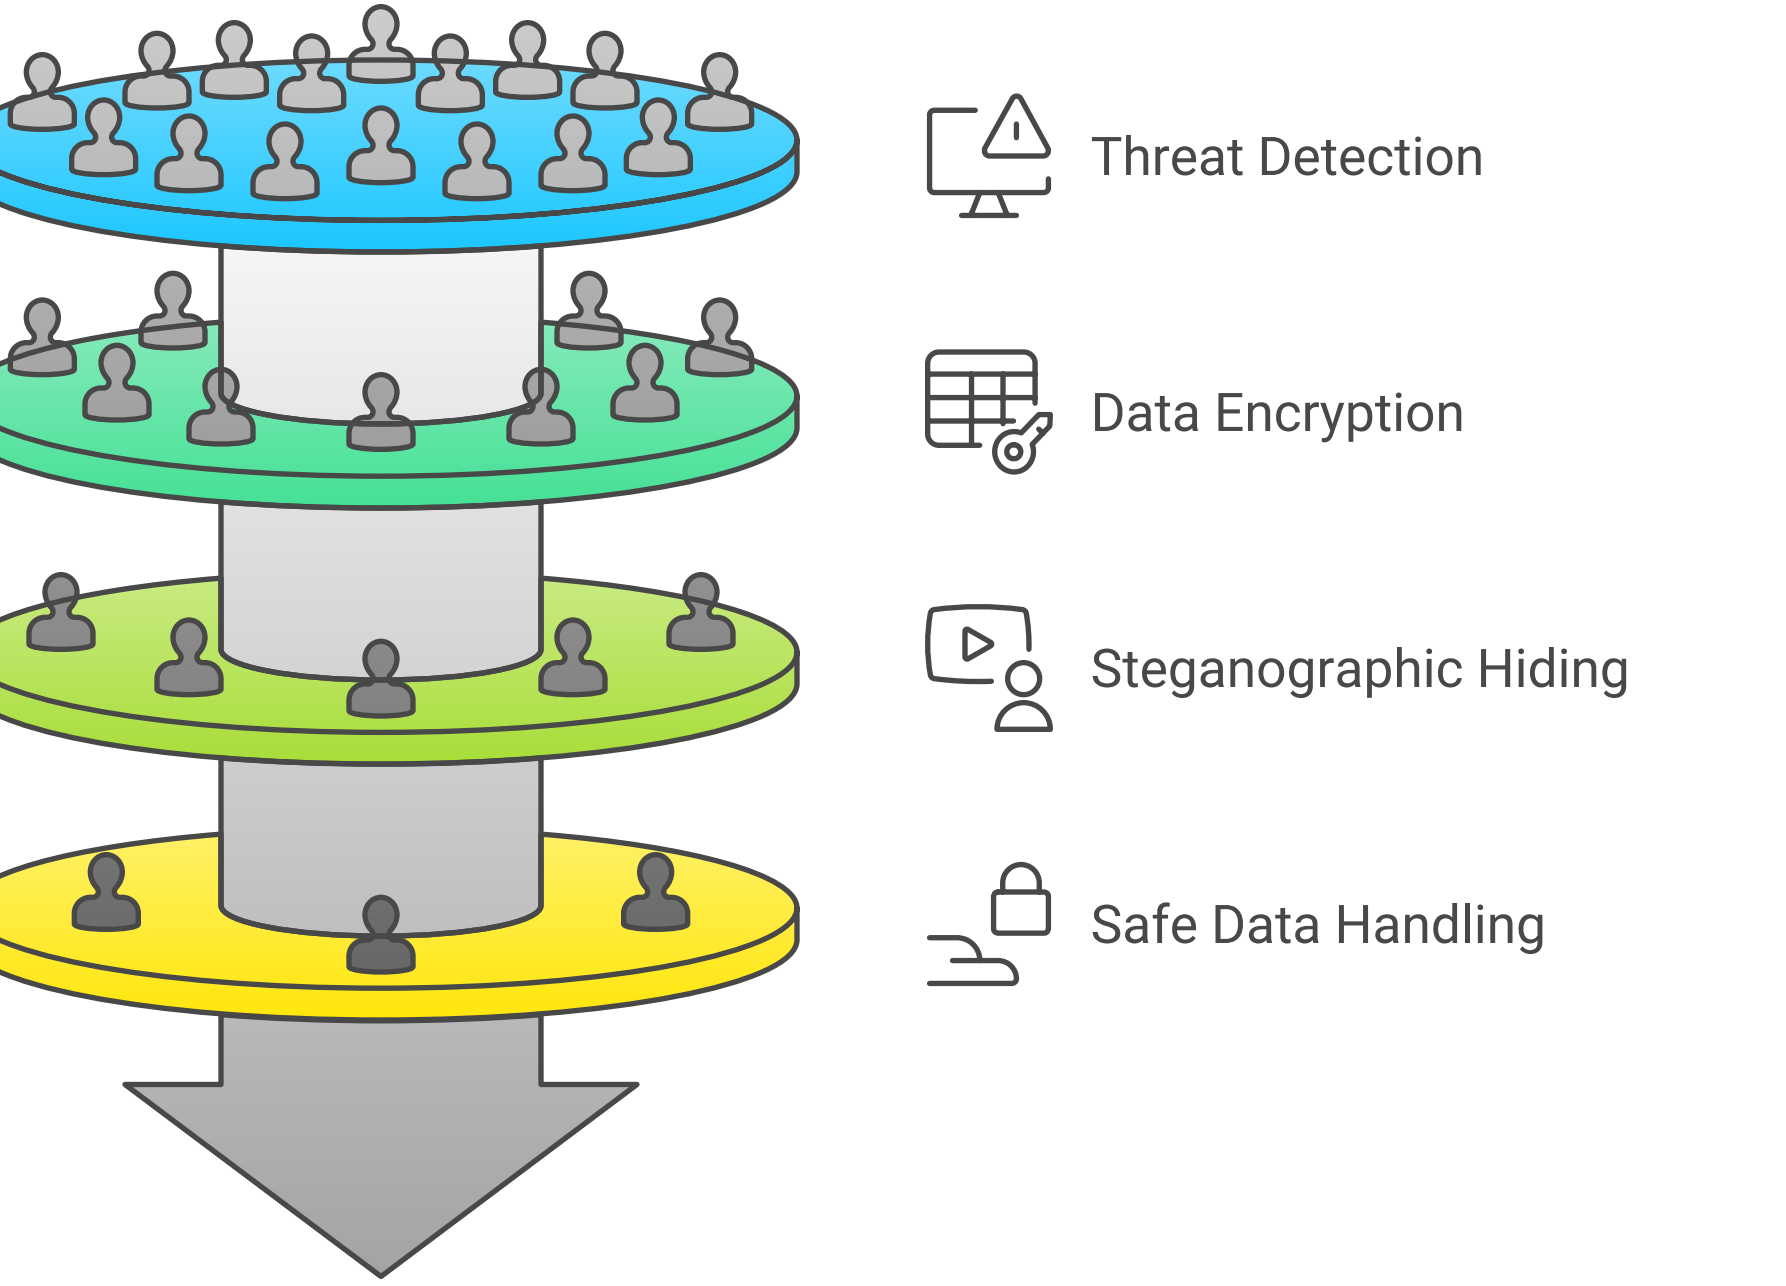 Threat Detection
Data Encryption
Steganographic Hiding
Safe Data Handling